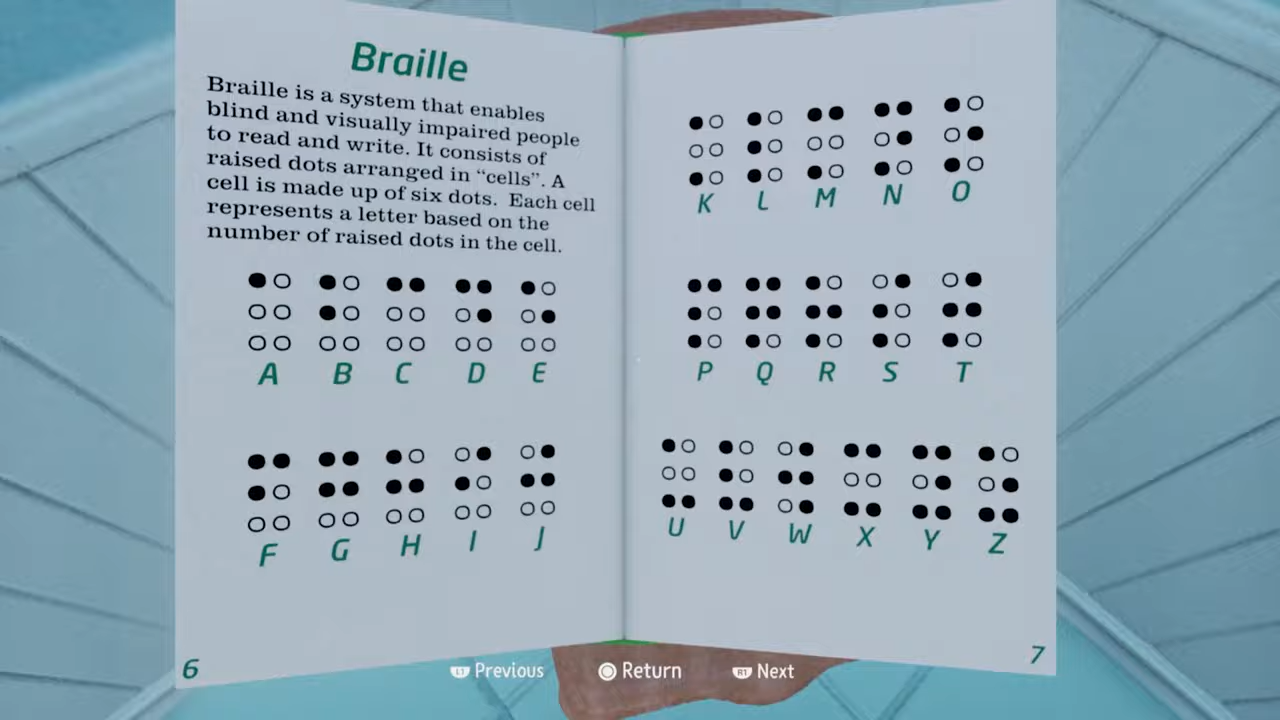 Braille
Braille is a system that enables
blind and visually impaired people
to read and write. It consists of
raised dots arranged in “cells”. A
cell is made up of six dots. Each cell
represents a letter based on the
number of raised dots in the cell.
A B C D E
F G H I J
6
K L M N O
P Q R S T
U V W X Y Z
7
L1 Previous Return R1 Next